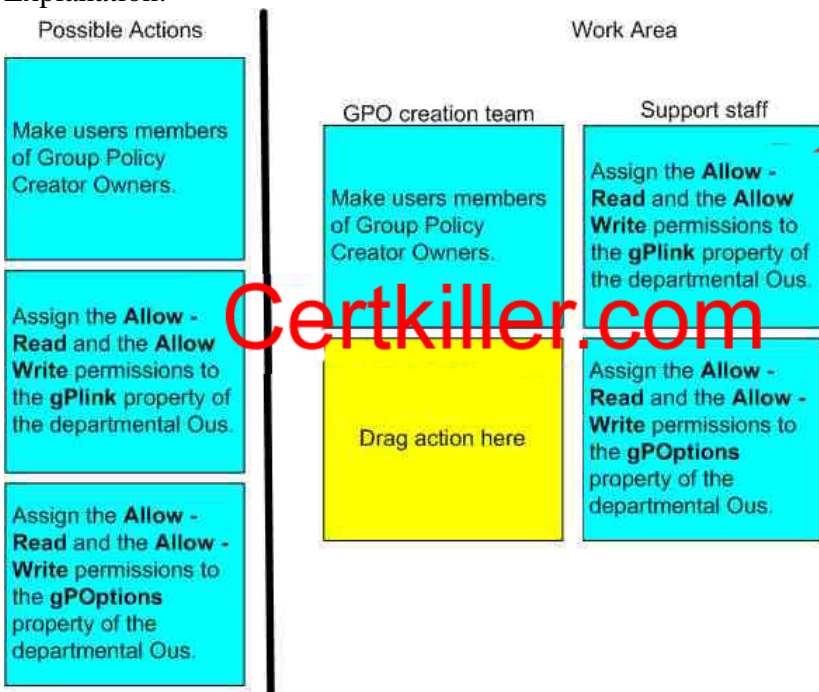 Explanation:
Possible Actions
Make users members
of Group Policy
Creator Owners.
Assign the Allow -
Read and the Allow
Write permissions to
the gPlink property of
the departmental Ous.
Assign the Allow -
Read and the Allow -
Write permissions to
the gPOptions
property of the
departmental Ous.
Work Area
GPO creation team
Make users members
of Group Policy
Creator Owners.
Drag action here
Support staff
Assign the Allow -
Read and the Allow
Write permissions to
the gPlink property of
the departmental Ous.
Assign the Allow -
Read and the Allow -
Write permissions to
the gPOptions
property of the
departmental Ous.
Certkiller.com